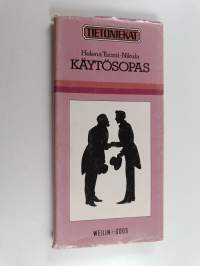 TIETONIEKAT
Helena Tuomi-Nikula
KÄYTÖSOPAS
WEILIN+GÖÖS